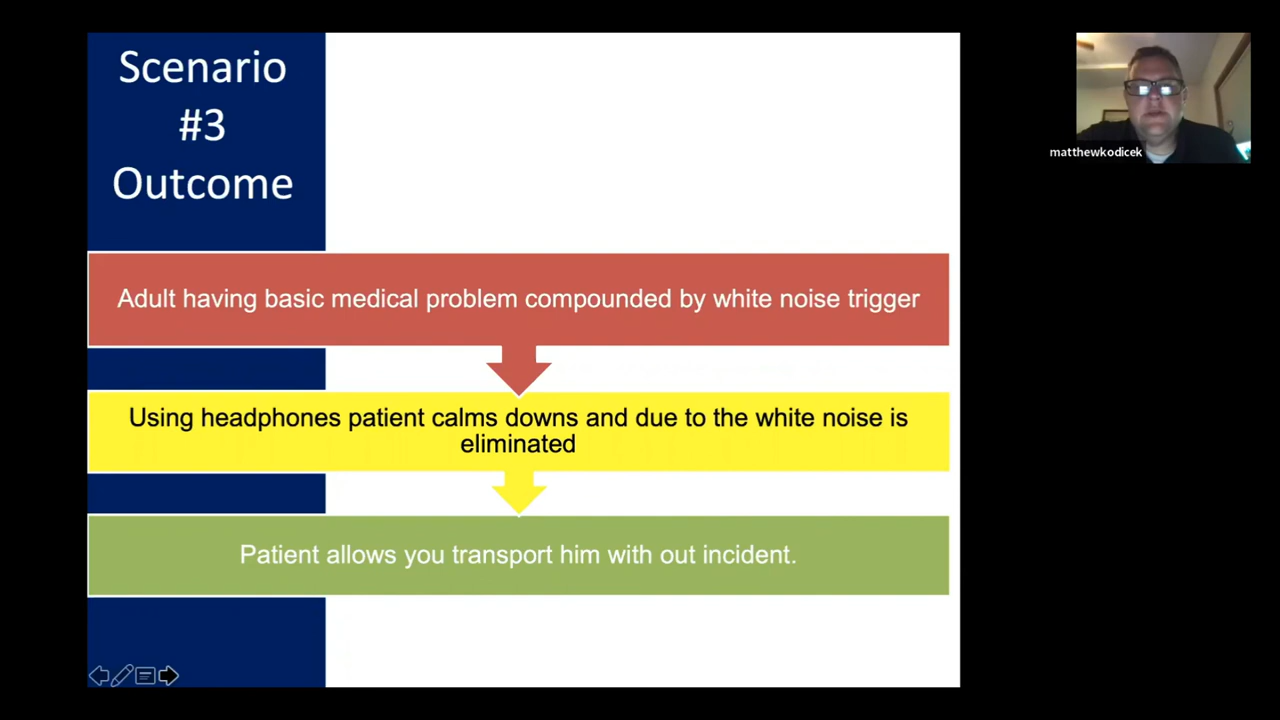 Scenario
#3
Outcome
matthewkodicek
Adult having basic medical problem compounded by white noise trigger
Using headphones patient calms downs and due to the white noise is
eliminated
Patient allows you transport him with out incident.